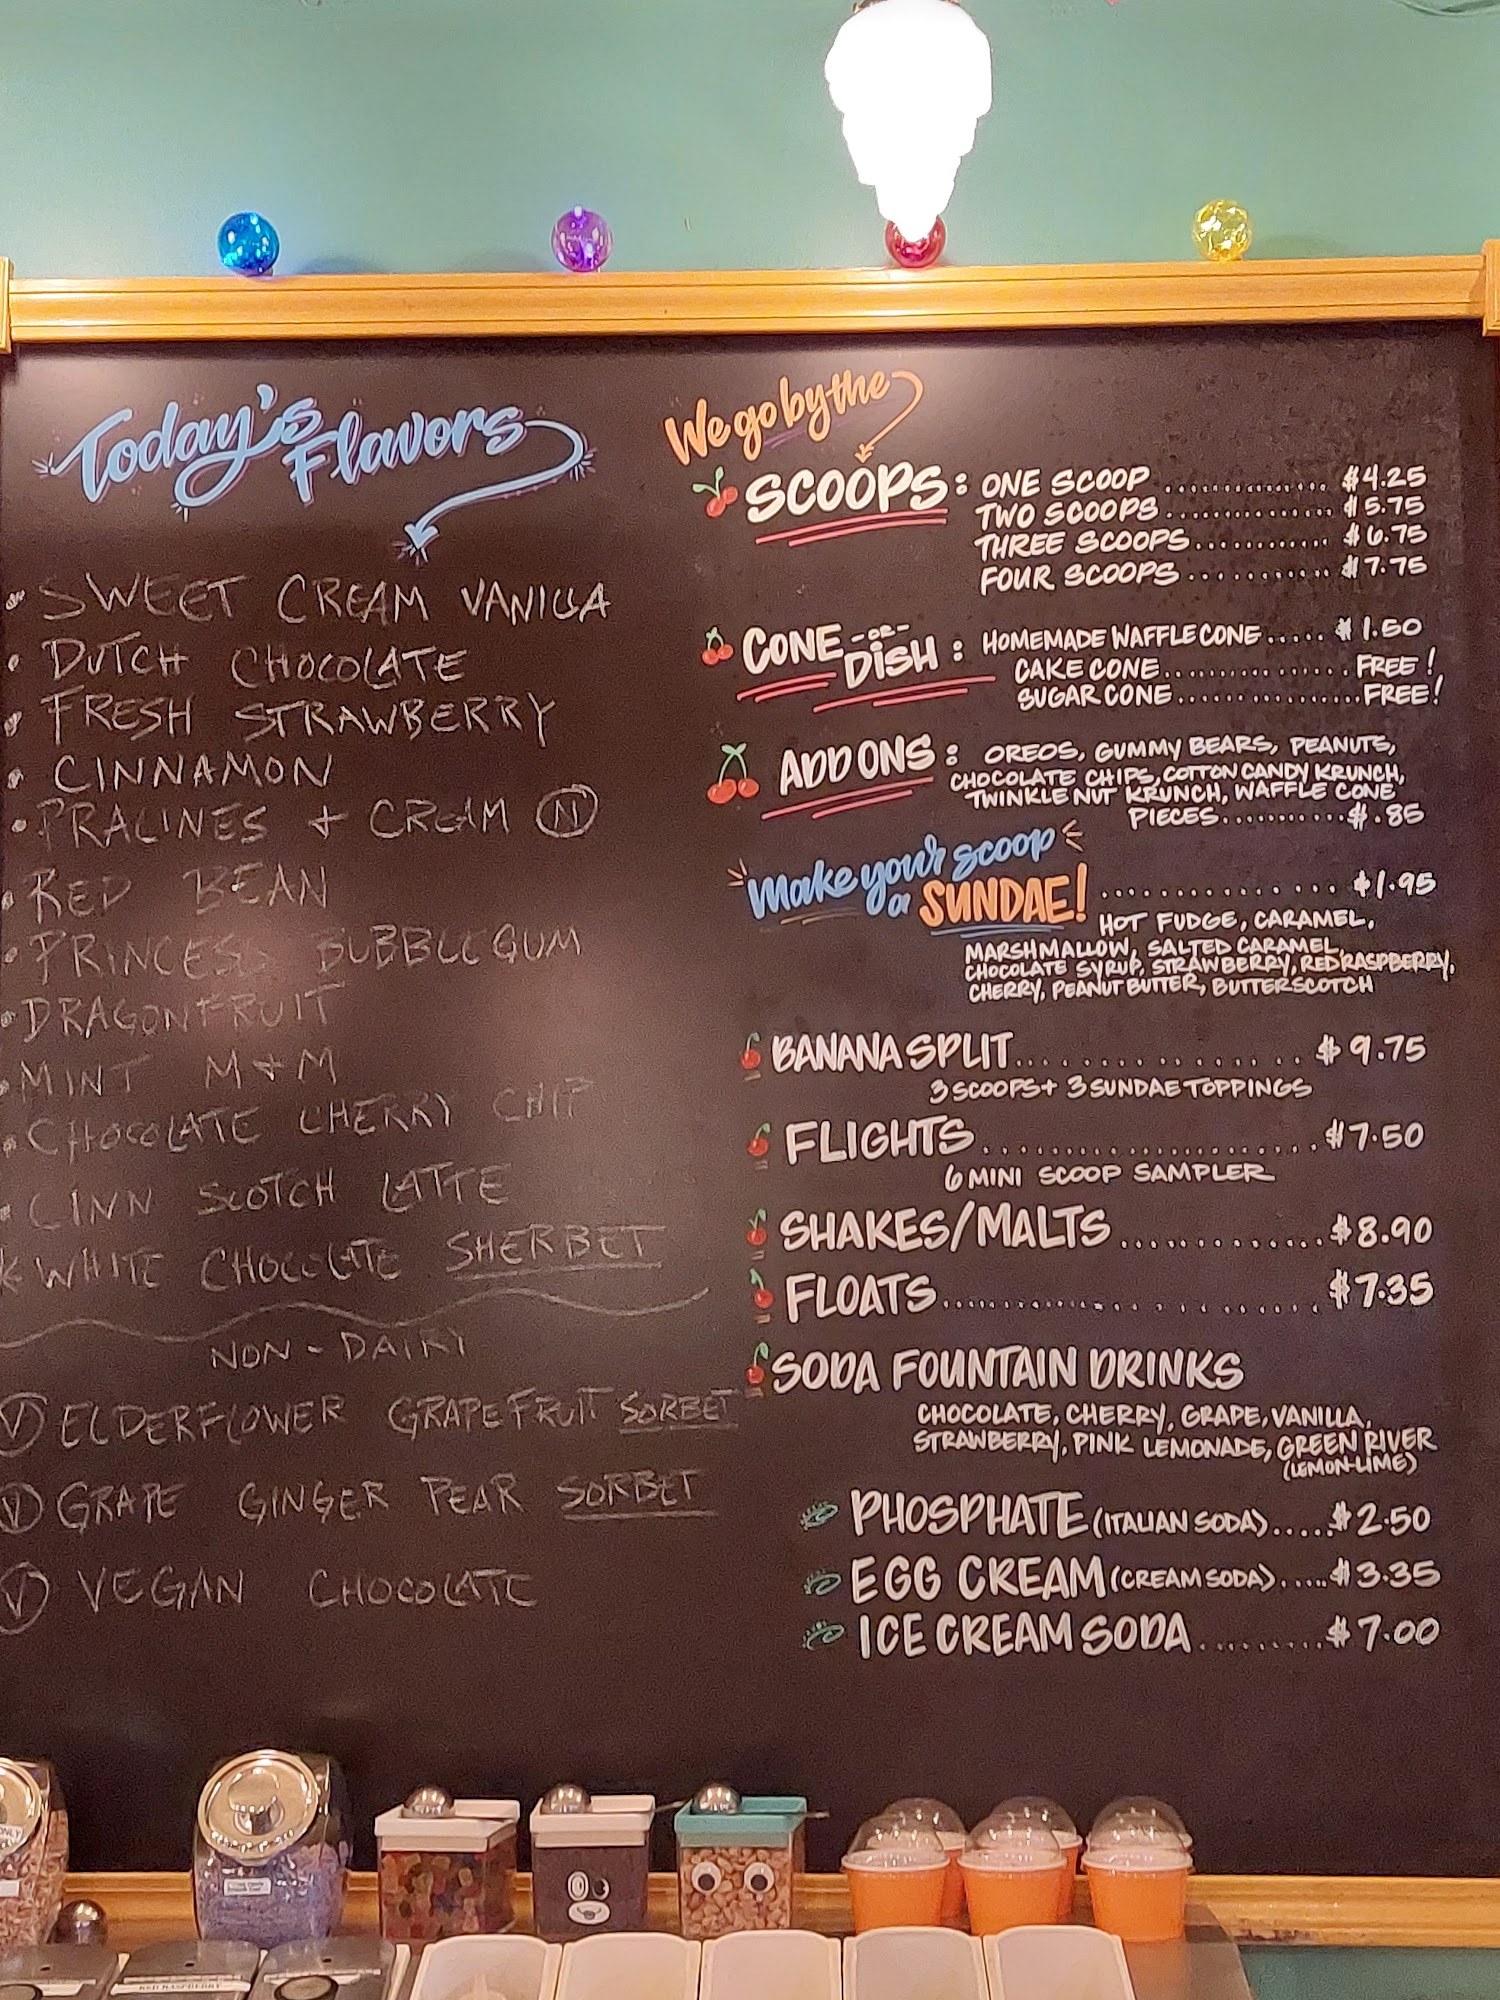 Today's
Flavors
SWEET CREAM VANILLA
DUTCH CHOCOLATE
FRESH STRAWBERRY
CINNAMON
PRALINES + CREAM N
RED BEAN
PRINCESS BUBBLEGUM
DRAGONFRUIT
MINT M+M
CHOCOLATE CHERRY CHIP
CINN SCOTCH LATTE
WHITE CHOCOLATE SHERBET
NON-DAIRY
V ELDERFLOWER GRAPEFRUIT SORBET
V GRAPE GINGER PEAR SORBET
V VEGAN CHOCOLATE
We go by the
SCOOPS: ONE SCOOP .............. $4.25
TWO SCOOPS .............. $5.75
THREE SCOOPS ............ $6.75
FOUR SCOOPS ............ $7.75
CONE -OR- DISH: HOMEMADE WAFFLE CONE ..... $1.50
CAKE CONE .............. FREE!
SUGAR CONE .............. FREE!
ADD ONS: OREOS, GUMMY BEARS, PEANUTS,
CHOCOLATE CHIPS, COTTON CANDY KRUNCH,
TWINKLE NUT KRUNCH, WAFFLE CONE
PIECES ........... $.85
Make your scoop
a SUNDAE! .............. $1.95
HOT FUDGE, CARAMEL,
MARSHMALLOW, SALTED CARAMEL,
CHOCOLATE SYRUP, STRAWBERRY, RED RASPBERRY,
CHERRY, PEANUT BUTTER, BUTTERSCOTCH
BANANA SPLIT .............. $9.75
3 SCOOPS + 3 SUNDAE TOPPINGS
FLIGHTS .............. $7.50
6 MINI SCOOP SAMPLER
SHAKES/MALTS ............ $8.90
FLOATS .............. $7.35
SODA FOUNTAIN DRINKS
CHOCOLATE, CHERRY, GRAPE, VANILLA,
STRAWBERRY, PINK LEMONADE, GREEN RIVER
(LEMON-LIME)
PHOSPHATE (ITALIAN SODA) ..... $2.50
EGG CREAM (CREAM SODA) ..... $3.35
ICE CREAM SODA ......... $7.00
ONLY
RED RASPBERRY